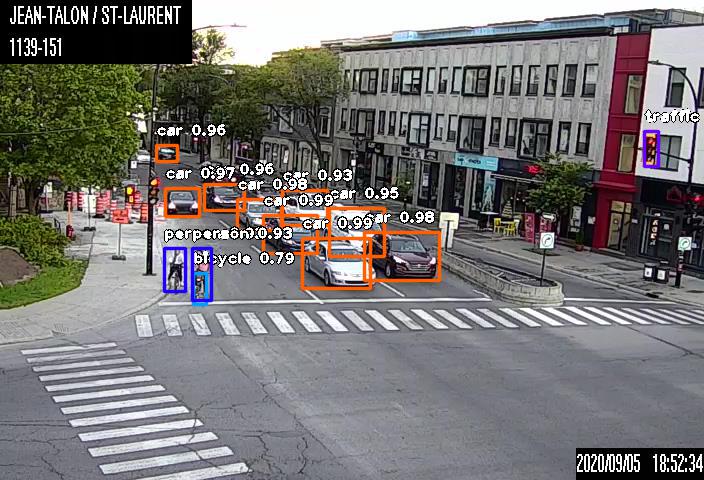 JEAN-TALON / ST-LAURENT
1139-151
traffic
car 0.96
car 0.97
0.96
car 0.93
car 0.98
car 0.95
car 0.99
car 0.98
car 0.99
0.93
bicycle 0.79
2020/09/05 18:52:34